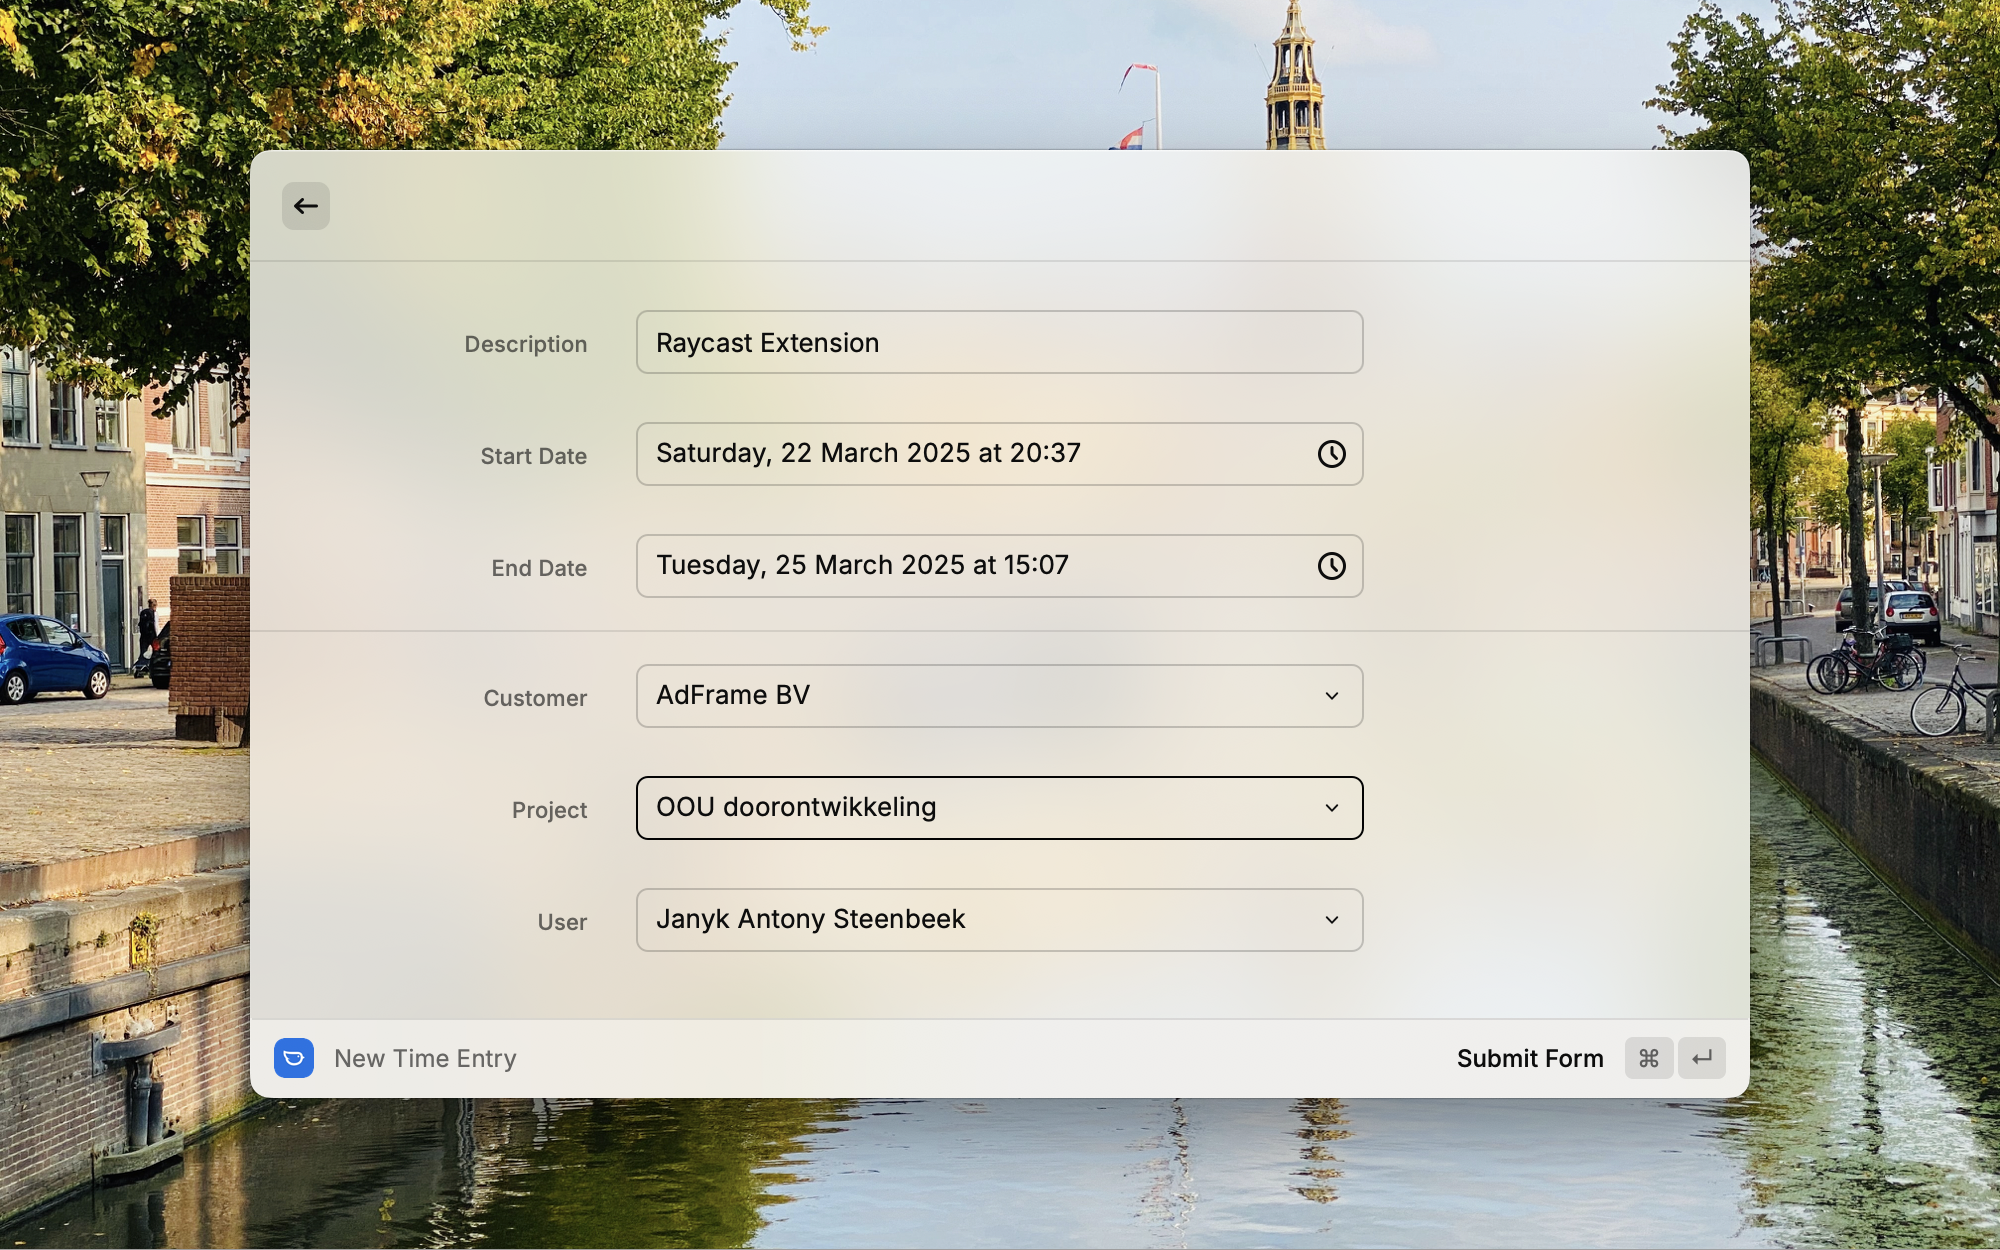 Description
Raycast Extension
Start Date
Saturday, 22 March 2025 at 20:37
End Date
Tuesday, 25 March 2025 at 15:07
Customer
AdFrame BV
Project
OOU doorontwikkeling
User
Janyk Antony Steenbeek
New Time Entry
Submit Form ⌘ ↵